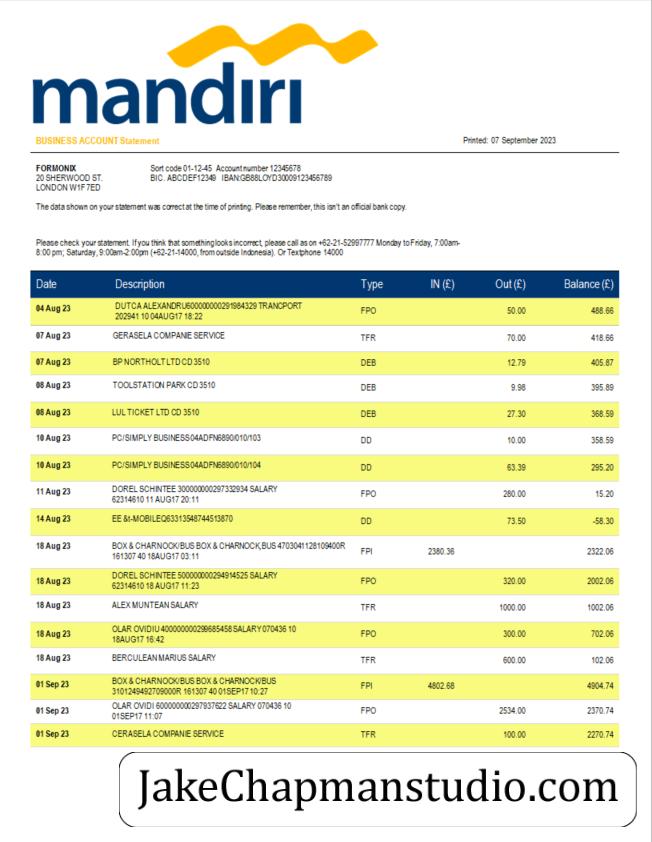 mandiri
BUSINESS ACCOUNT Statement Printed: 07 September 2023
FORMONIX Sort code 01-12-45 Account number 12345678
20 SHERWOOD ST. BIC. ABCDEF12349 IBAN:GB88LOYD30009123456789
LONDON W1F 7ED
The data shown on your statement was correct at the time of printing. Please remember, this isn't an official bank copy.
Please check your statement. If you think that something looks incorrect, please call as on +62-21-52997777 Monday to Friday, 7:00am-
8:00 pm; Saturday, 9:00am-2:00pm (+62-21-14000, from outside Indonesia). Or Textphone 14000
Date Description Type IN (£) Out (£) Balance (£)
04 Aug 23 DUTCA ALEXANDRU600000000291984329 TRANCPORT
202941 10 04AUG17 18:22 FPO 50.00 488.66
07 Aug 23 GERASELA COMPANIE SERVICE TFR 70.00 418.66
07 Aug 23 BP NORTHOLT LTD CD 3510 DEB 12.79 405.87
08 Aug 23 TOOLSTATION PARK CD 3510 DEB 9.98 395.89
08 Aug 23 LUL TICKET LTD CD 3510 DEB 27.30 368.59
10 Aug 23 PC/SIMPLY BUSINESS04ADFN6890/010/103 DD 10.00 358.59
10 Aug 23 PC/SIMPLY BUSINESS04ADFN6890/010/104 DD 63.39 295.20
11 Aug 23 DOREL SCHINTEE 300000000297332934 SALARY
62314610 11 AUG17 20:11 FPO 280.00 15.20
14 Aug 23 EE &t-MOBILEQ63313548744513870 DD 73.50 -58.30
18 Aug 23 BOX & CHARNOCK/BUS BOX & CHARNOCK,BUS 4703041128109400R
161307 40 18AUG17 03:11 FPI 2380.36 2322.06
18 Aug 23 DOREL SCHINTEE 500000000294914525 SALARY
62314610 18 AUG17 11:23 FPO 320.00 2002.06
18 Aug 23 ALEX MUNTEAN SALARY TFR 1000.00 1002.06
18 Aug 23 OLAR OVIDIU 400000000299685458 SALARY 070436 10
18AUG17 16:42 FPO 300.00 702.06
18 Aug 23 BERCULEAN MARIUS SALARY TFR 600.00 102.06
01 Sep 23 BOX & CHARNOCK/BUS BOX & CHARNOCK/BUS
3101249492709000R 161307 40 01SEP17 10:27 FPI 4802.68 4904.74
01 Sep 23 OLAR OVIDI 600000000297937622 SALARY 070436 10
01SEP17 11:07 FPO 2534.00 2370.74
01 Sep 23 CERASELA COMPANIE SERVICE TFR 100.00 2270.74
JakeChapmanstudio.com